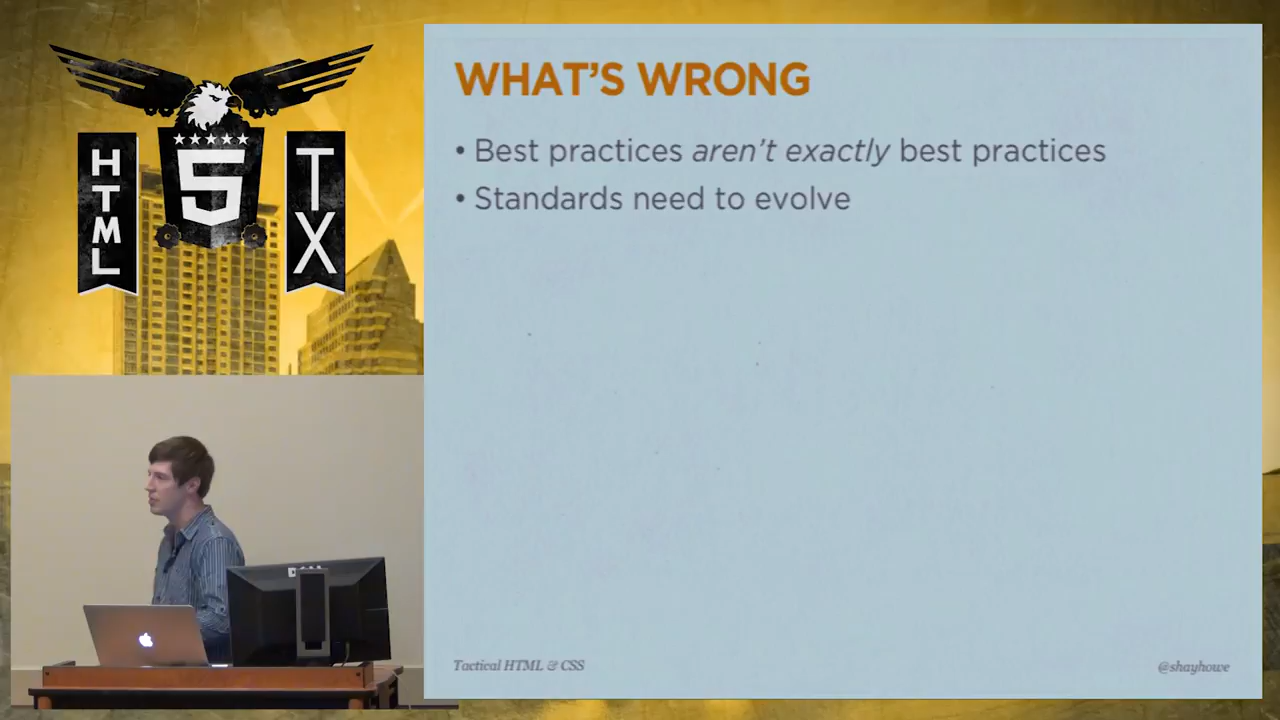 HTML
5
TX
WHAT'S WRONG
• Best practices aren't exactly best practices
• Standards need to evolve
Tactical HTML & CSS
@shayhowe